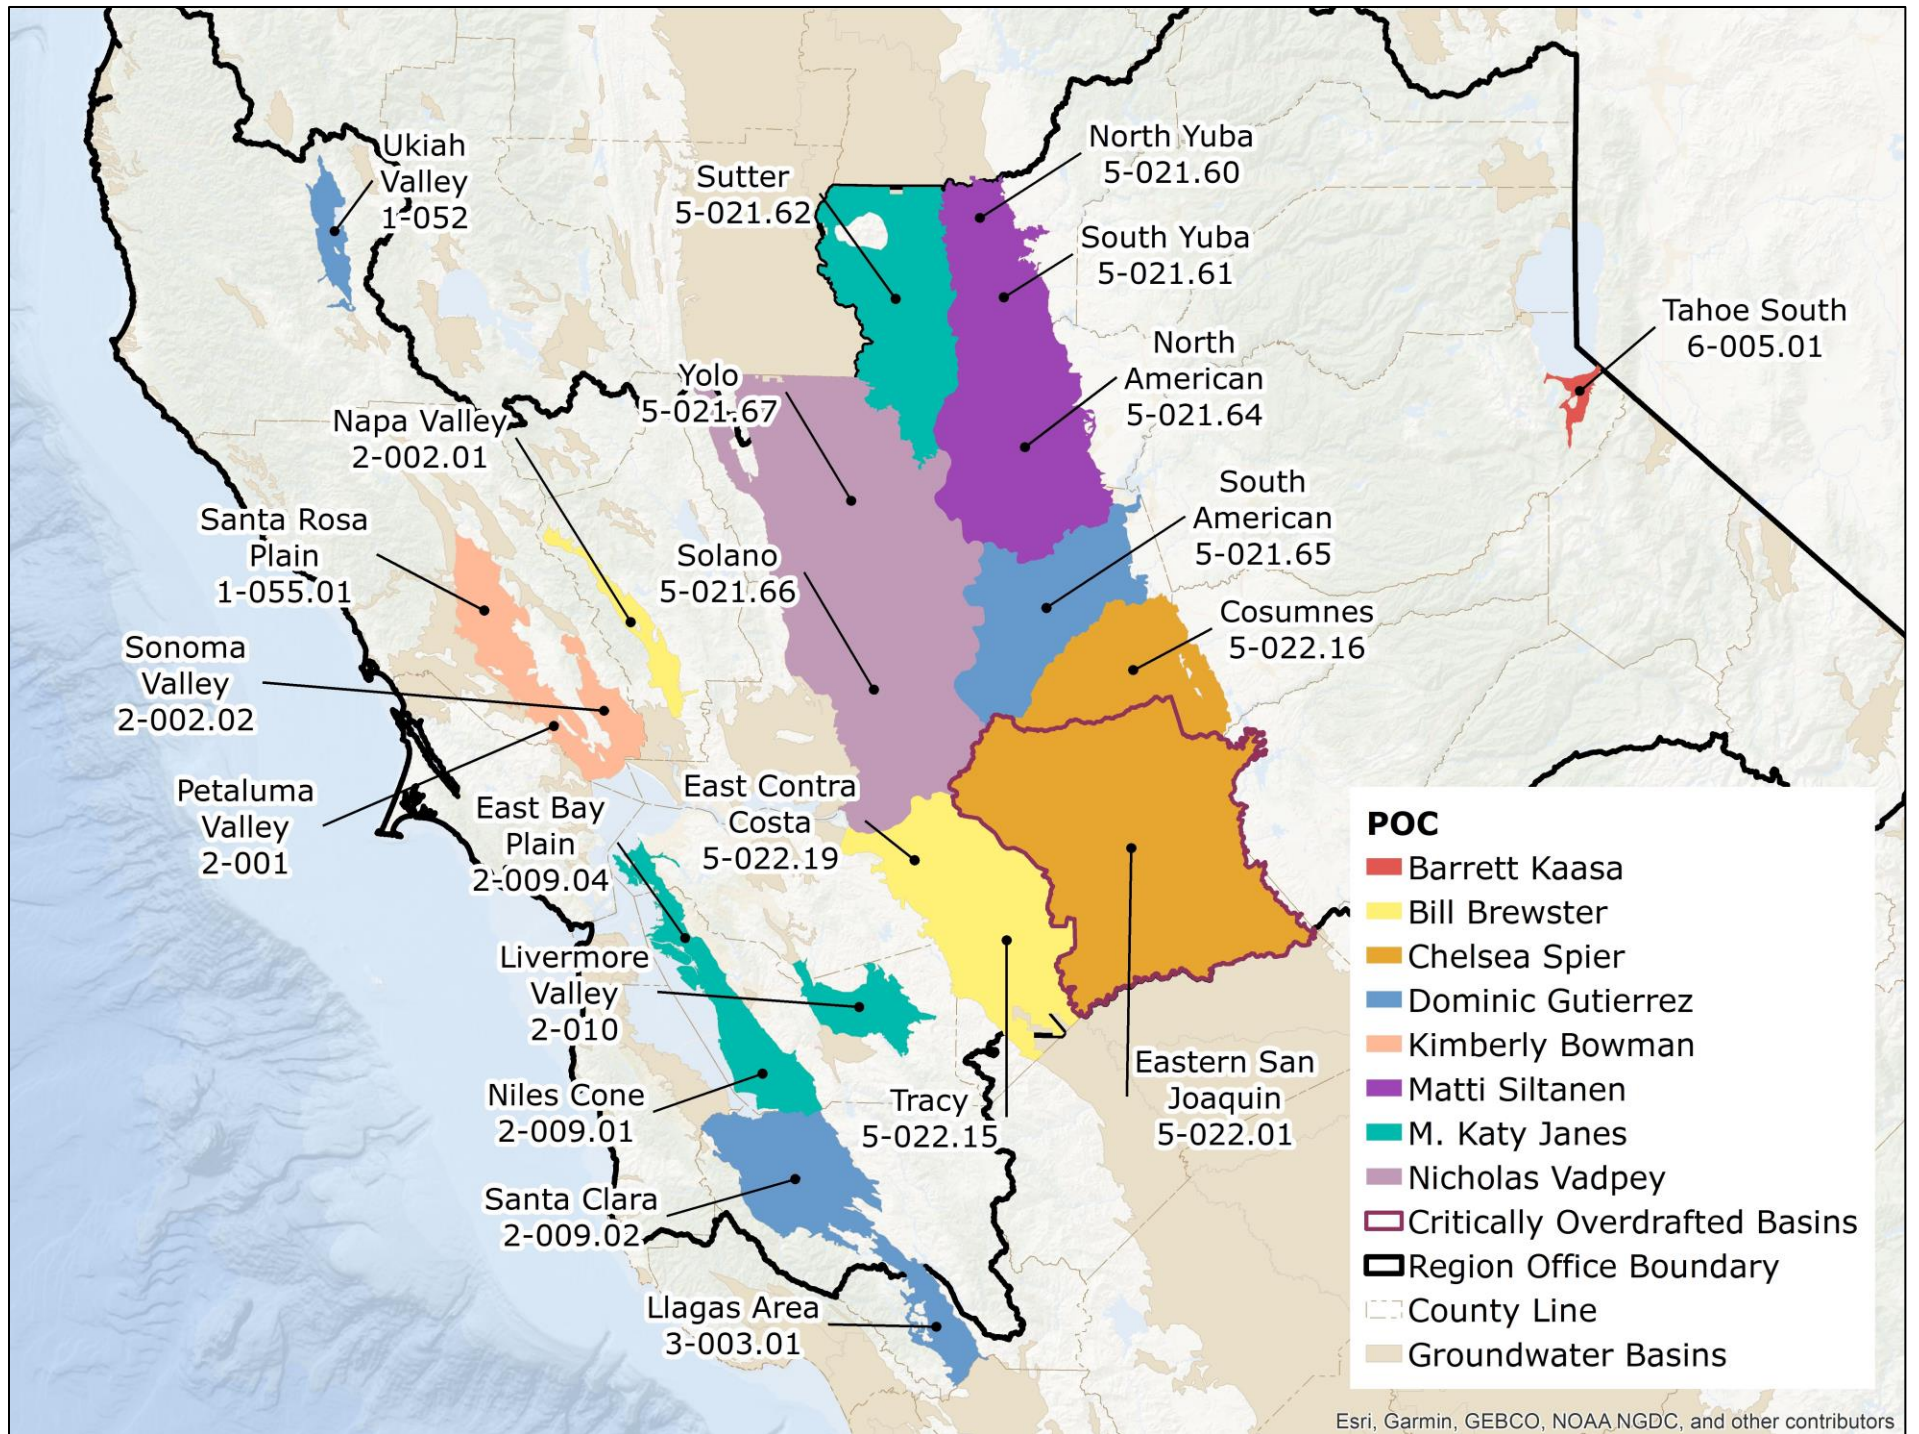 Ukiah
Valley
1-052
Sutter
5-021.62
North Yuba
5-021.60
South Yuba
5-021.61
North
American
5-021.64
Tahoe South
6-005.01
Yolo
5-021.67
Napa Valley
2-002.01
South
American
5-021.65
Santa Rosa
Plain
1-055.01
Solano
5-021.66
Cosumnes
5-022.16
Sonoma
Valley
2-002.02
Petaluma
Valley
2-001
East Bay
Plain
2-009.04
East Contra
Costa
5-022.19
Livermore
Valley
2-010
Niles Cone
2-009.01
Tracy
5-022.15
Eastern San
Joaquin
5-022.01
Santa Clara
2-009.02
Llagas Area
3-003.01
POC
Barrett Kaasa
Bill Brewster
Chelsea Spier
Dominic Gutierrez
Kimberly Bowman
Matti Siltanen
M. Katy Janes
Nicholas Vadpey
Critically Overdrafted Basins
Region Office Boundary
County Line
Groundwater Basins
Esri, Garmin, GEBCO, NOAA NGDC, and other contributors